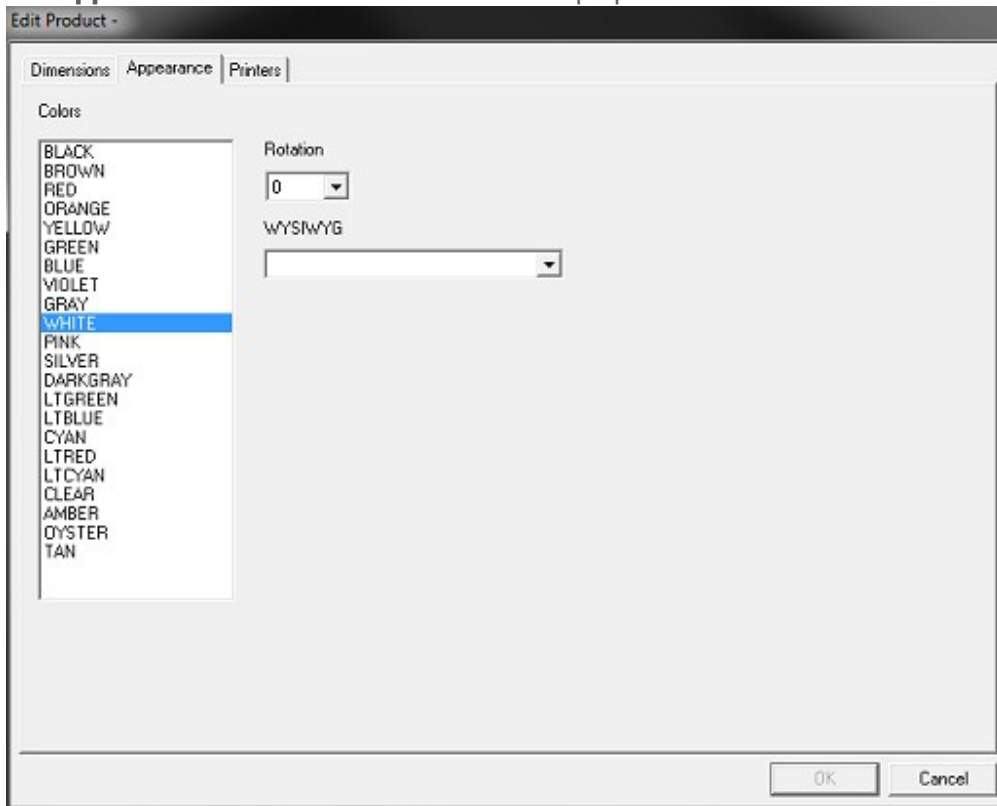 Edit Product -
Dimensions Appearance Printers
Colors
BLACK
BROWN
RED
ORANGE
YELLOW
GREEN
BLUE
VIOLET
GRAY
WHITE
PINK
SILVER
DARKGRAY
LTGREEN
LTBLUE
CYAN
LTRED
LTCYAN
CLEAR
AMBER
OYSTER
TAN
Rotation
0
WYSIWYG
OK Cancel